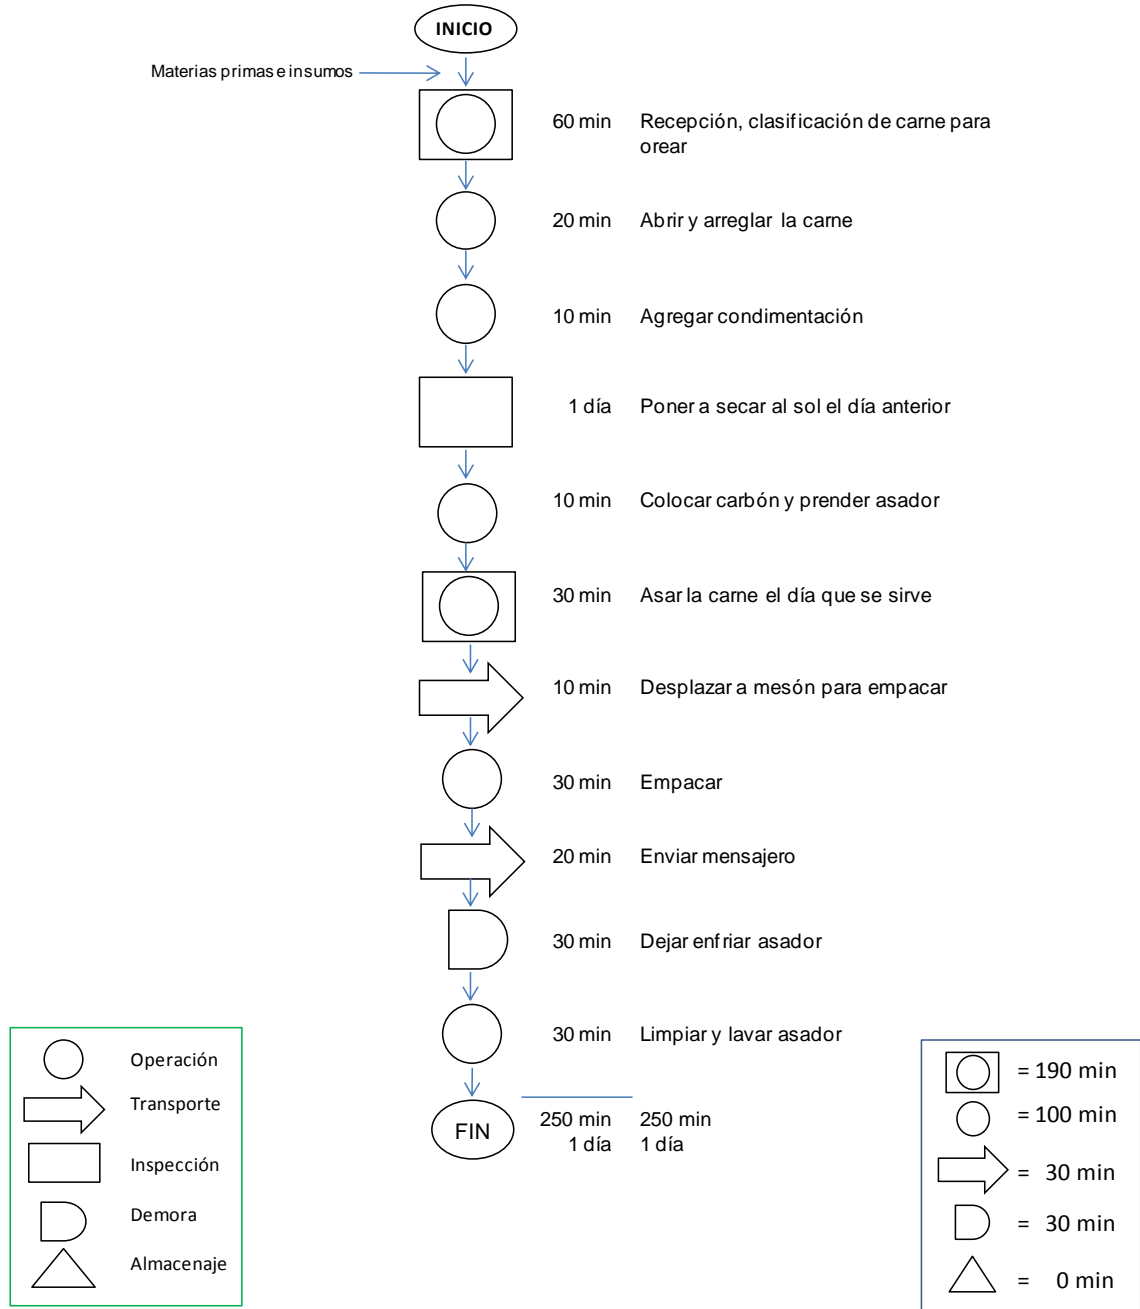 INICIO
Materias primas e insumos
60 min Recepción, clasificación de carne para
orear
20 min Abrir y arreglar la carne
10 min Agregar condimentación
1 día Poner a secar al sol el día anterior
10 min Colocar carbón y prender asador
30 min Asar la carne el día que se sirve
10 min Desplazar a mesón para empacar
30 min Empacar
20 min Enviar mensajero
30 min Dejar enfriar asador
30 min Limpiar y lavar asador
FIN
250 min 250 min
1 día 1 día
Operación
Transporte
Inspección
Demora
Almacenaje
= 190 min
= 100 min
= 30 min
= 30 min
= 0 min